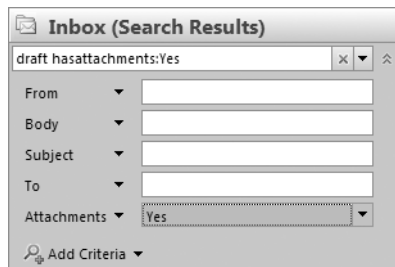 Inbox (Search Results)
draft hasattachments:Yes
From
Body
Subject
To
Attachments Yes
Add Criteria